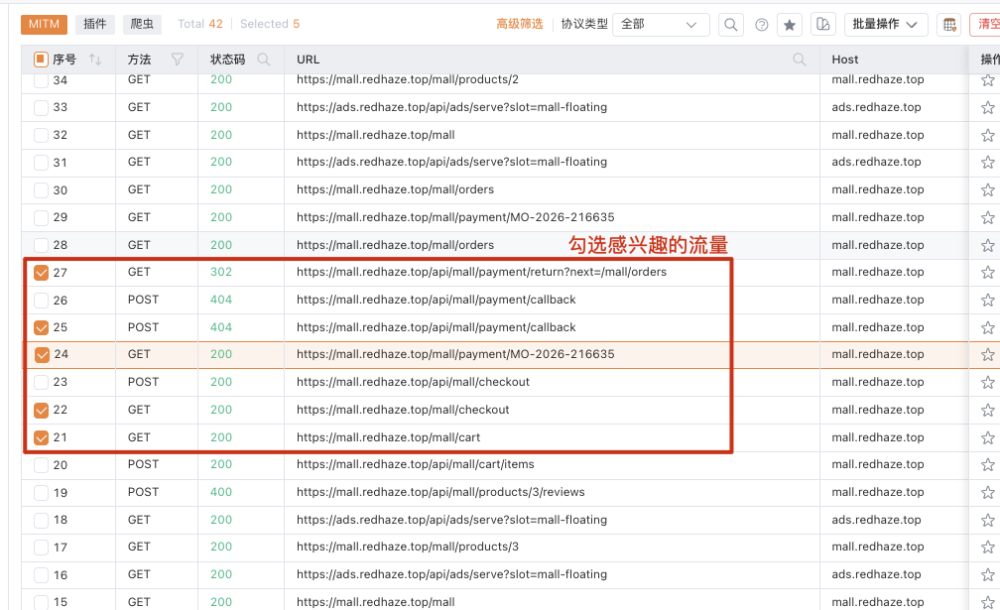 MITM 插件 爬虫 Total 42 Selected 5 高级筛选 协议类型 全部 批量操作 清空
序号 方法 状态码 URL Host 操作
34 GET 200 https://mall.redhaze.top/mall/products/2 mall.redhaze.top
33 GET 200 https://ads.redhaze.top/api/ads/serve?slot=mall-floating ads.redhaze.top
32 GET 200 https://mall.redhaze.top/mall mall.redhaze.top
31 GET 200 https://ads.redhaze.top/api/ads/serve?slot=mall-floating ads.redhaze.top
30 GET 200 https://mall.redhaze.top/mall/orders mall.redhaze.top
29 GET 200 https://mall.redhaze.top/mall/payment/MO-2026-216635 mall.redhaze.top
28 GET 200 https://mall.redhaze.top/mall/orders mall.redhaze.top
勾选感兴趣的流量
27 GET 302 https://mall.redhaze.top/api/mall/payment/return?next=/mall/orders mall.redhaze.top
26 POST 404 https://mall.redhaze.top/api/mall/payment/callback mall.redhaze.top
25 POST 404 https://mall.redhaze.top/api/mall/payment/callback mall.redhaze.top
24 GET 200 https://mall.redhaze.top/mall/payment/MO-2026-216635 mall.redhaze.top
23 POST 200 https://mall.redhaze.top/api/mall/checkout mall.redhaze.top
22 GET 200 https://mall.redhaze.top/mall/checkout mall.redhaze.top
21 GET 200 https://mall.redhaze.top/mall/cart mall.redhaze.top
20 POST 200 https://mall.redhaze.top/api/mall/cart/items mall.redhaze.top
19 POST 400 https://mall.redhaze.top/api/mall/products/3/reviews mall.redhaze.top
18 GET 200 https://ads.redhaze.top/api/ads/serve?slot=mall-floating ads.redhaze.top
17 GET 200 https://mall.redhaze.top/mall/products/3 mall.redhaze.top
16 GET 200 https://ads.redhaze.top/api/ads/serve?slot=mall-floating ads.redhaze.top
15 GET 200 https://mall.redhaze.top/mall mall.redhaze.top